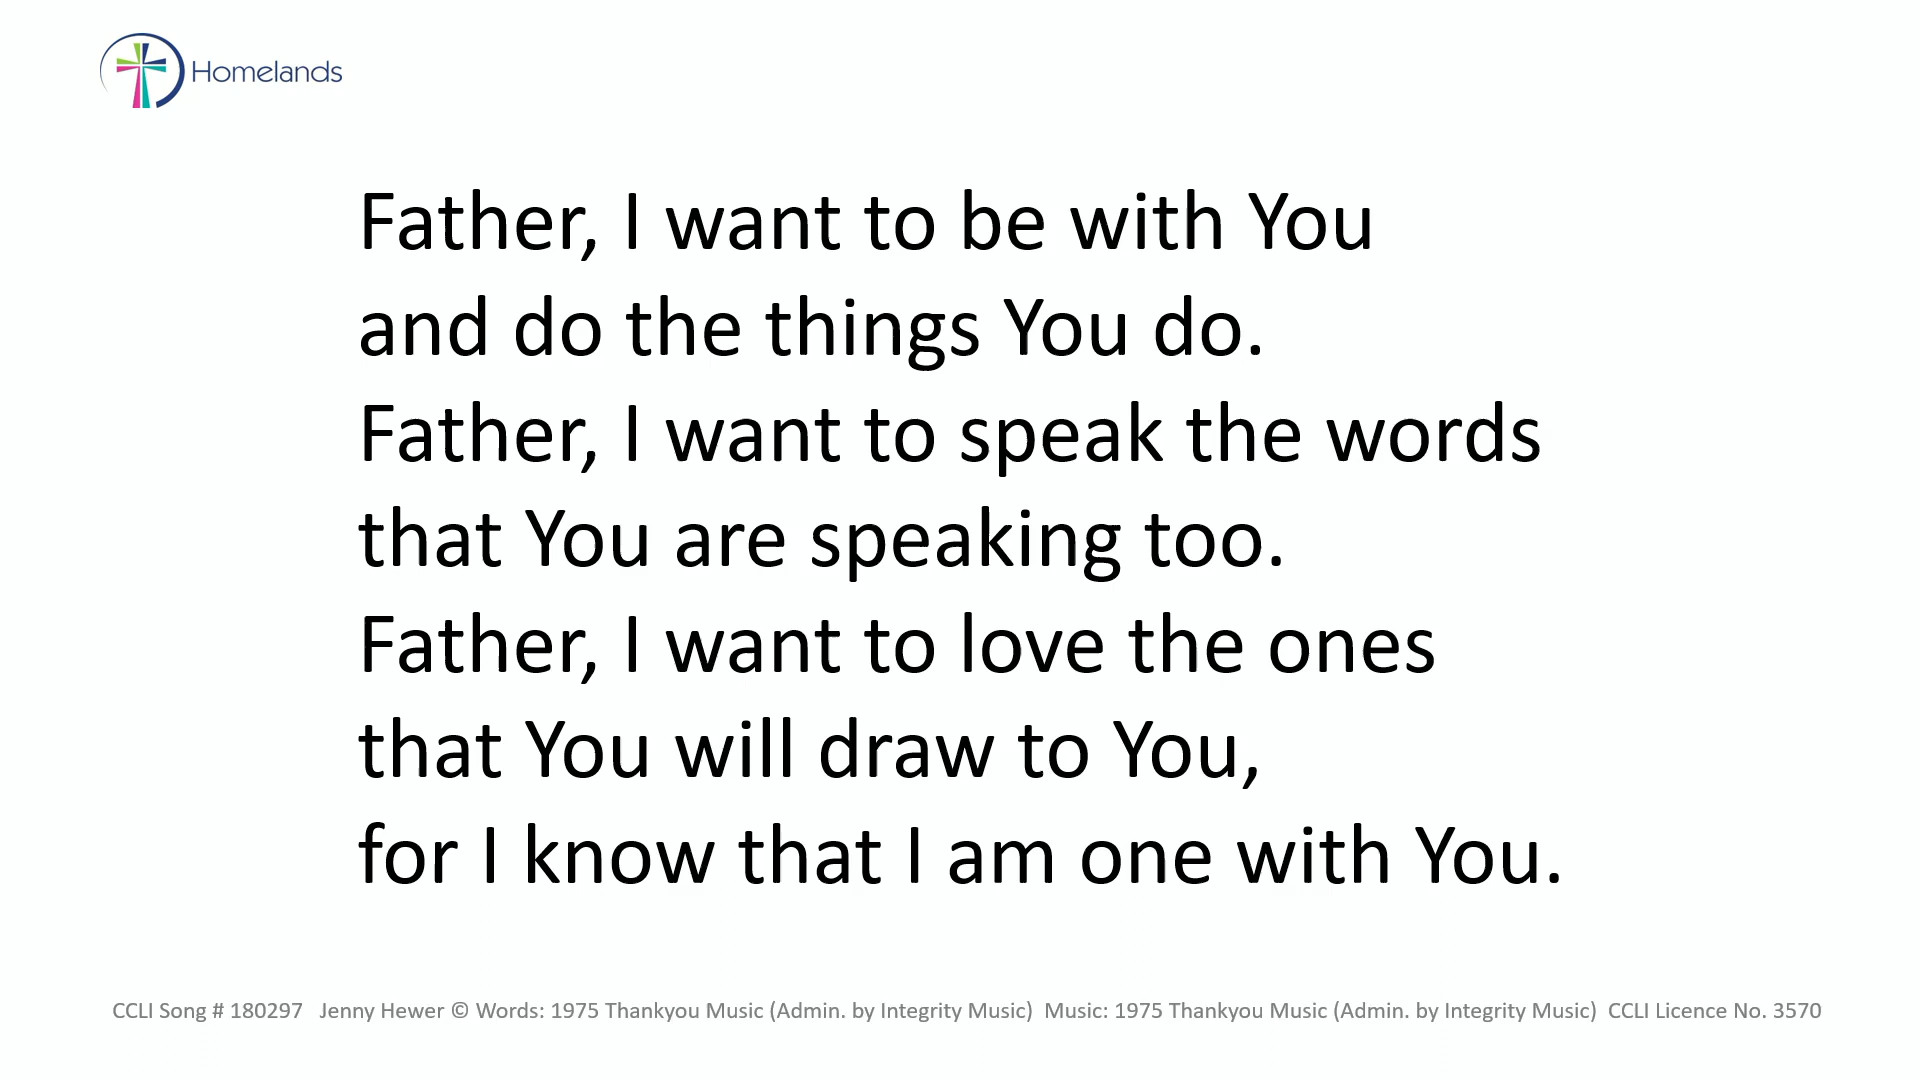 Homelands
Father, I want to be with You
and do the things You do.
Father, I want to speak the words
that You are speaking too.
Father, I want to love the ones
that You will draw to You,
for I know that I am one with You.
CCLI Song # 180297   Jenny Hewer © Words: 1975 Thankyou Music (Admin. by Integrity Music)  Music: 1975 Thankyou Music (Admin. by Integrity Music)  CCLI Licence No. 3570